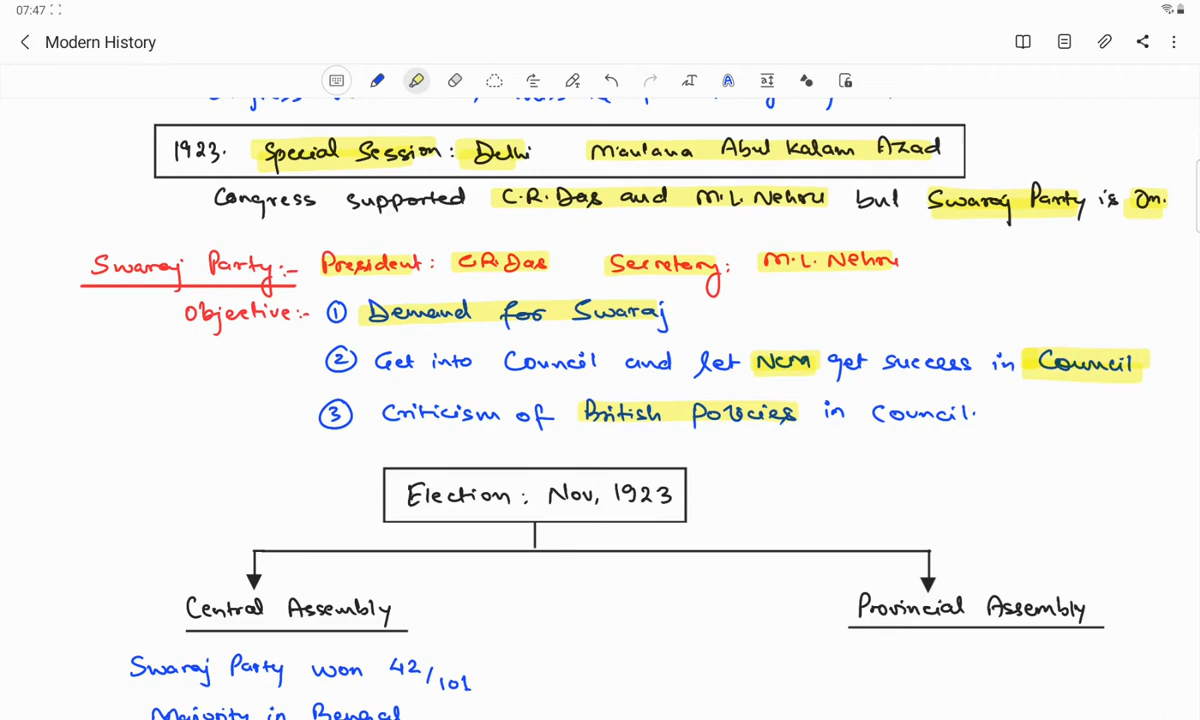 07:47
Modern History
1923. Special Session: Delhi Maulana Abul Kalam Azad
Congress supported C.R.Das and M.L.Nehru but Swaraj Party is on.
Swaraj Party:- President: C.R.Das Secretary: M.L.Nehru
Objective:- ① Demand for Swaraj
② Get into Council and let NCM get success in Council
③ Criticism of British Policies in Council.
Election: Nov, 1923
Central Assembly Provincial Assembly
Swaraj Party won 42/101
Majority in Bengal